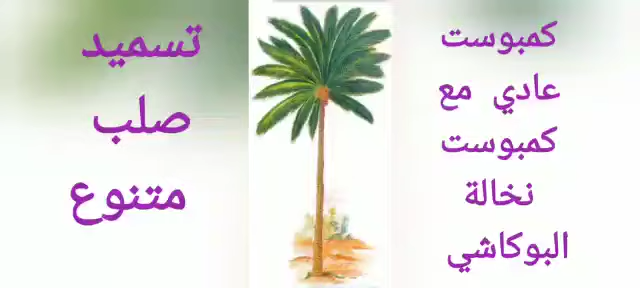 كمبوست
عادي مع
كمبوست
نخالة
البوكاشي
تسميد
صلب
متنوع